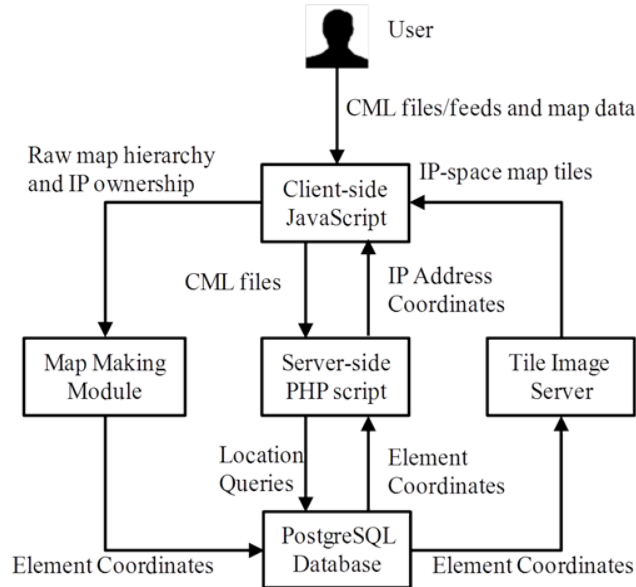 User
CML files/feeds and map data
Raw map hierarchy
and IP ownership
Client-side
JavaScript
IP-space map tiles
CML files
IP Address
Coordinates
Map Making
Module
Server-side
PHP script
Tile Image
Server
Location
Queries
Element
Coordinates
PostgreSQL
Database
Element Coordinates
Element Coordinates